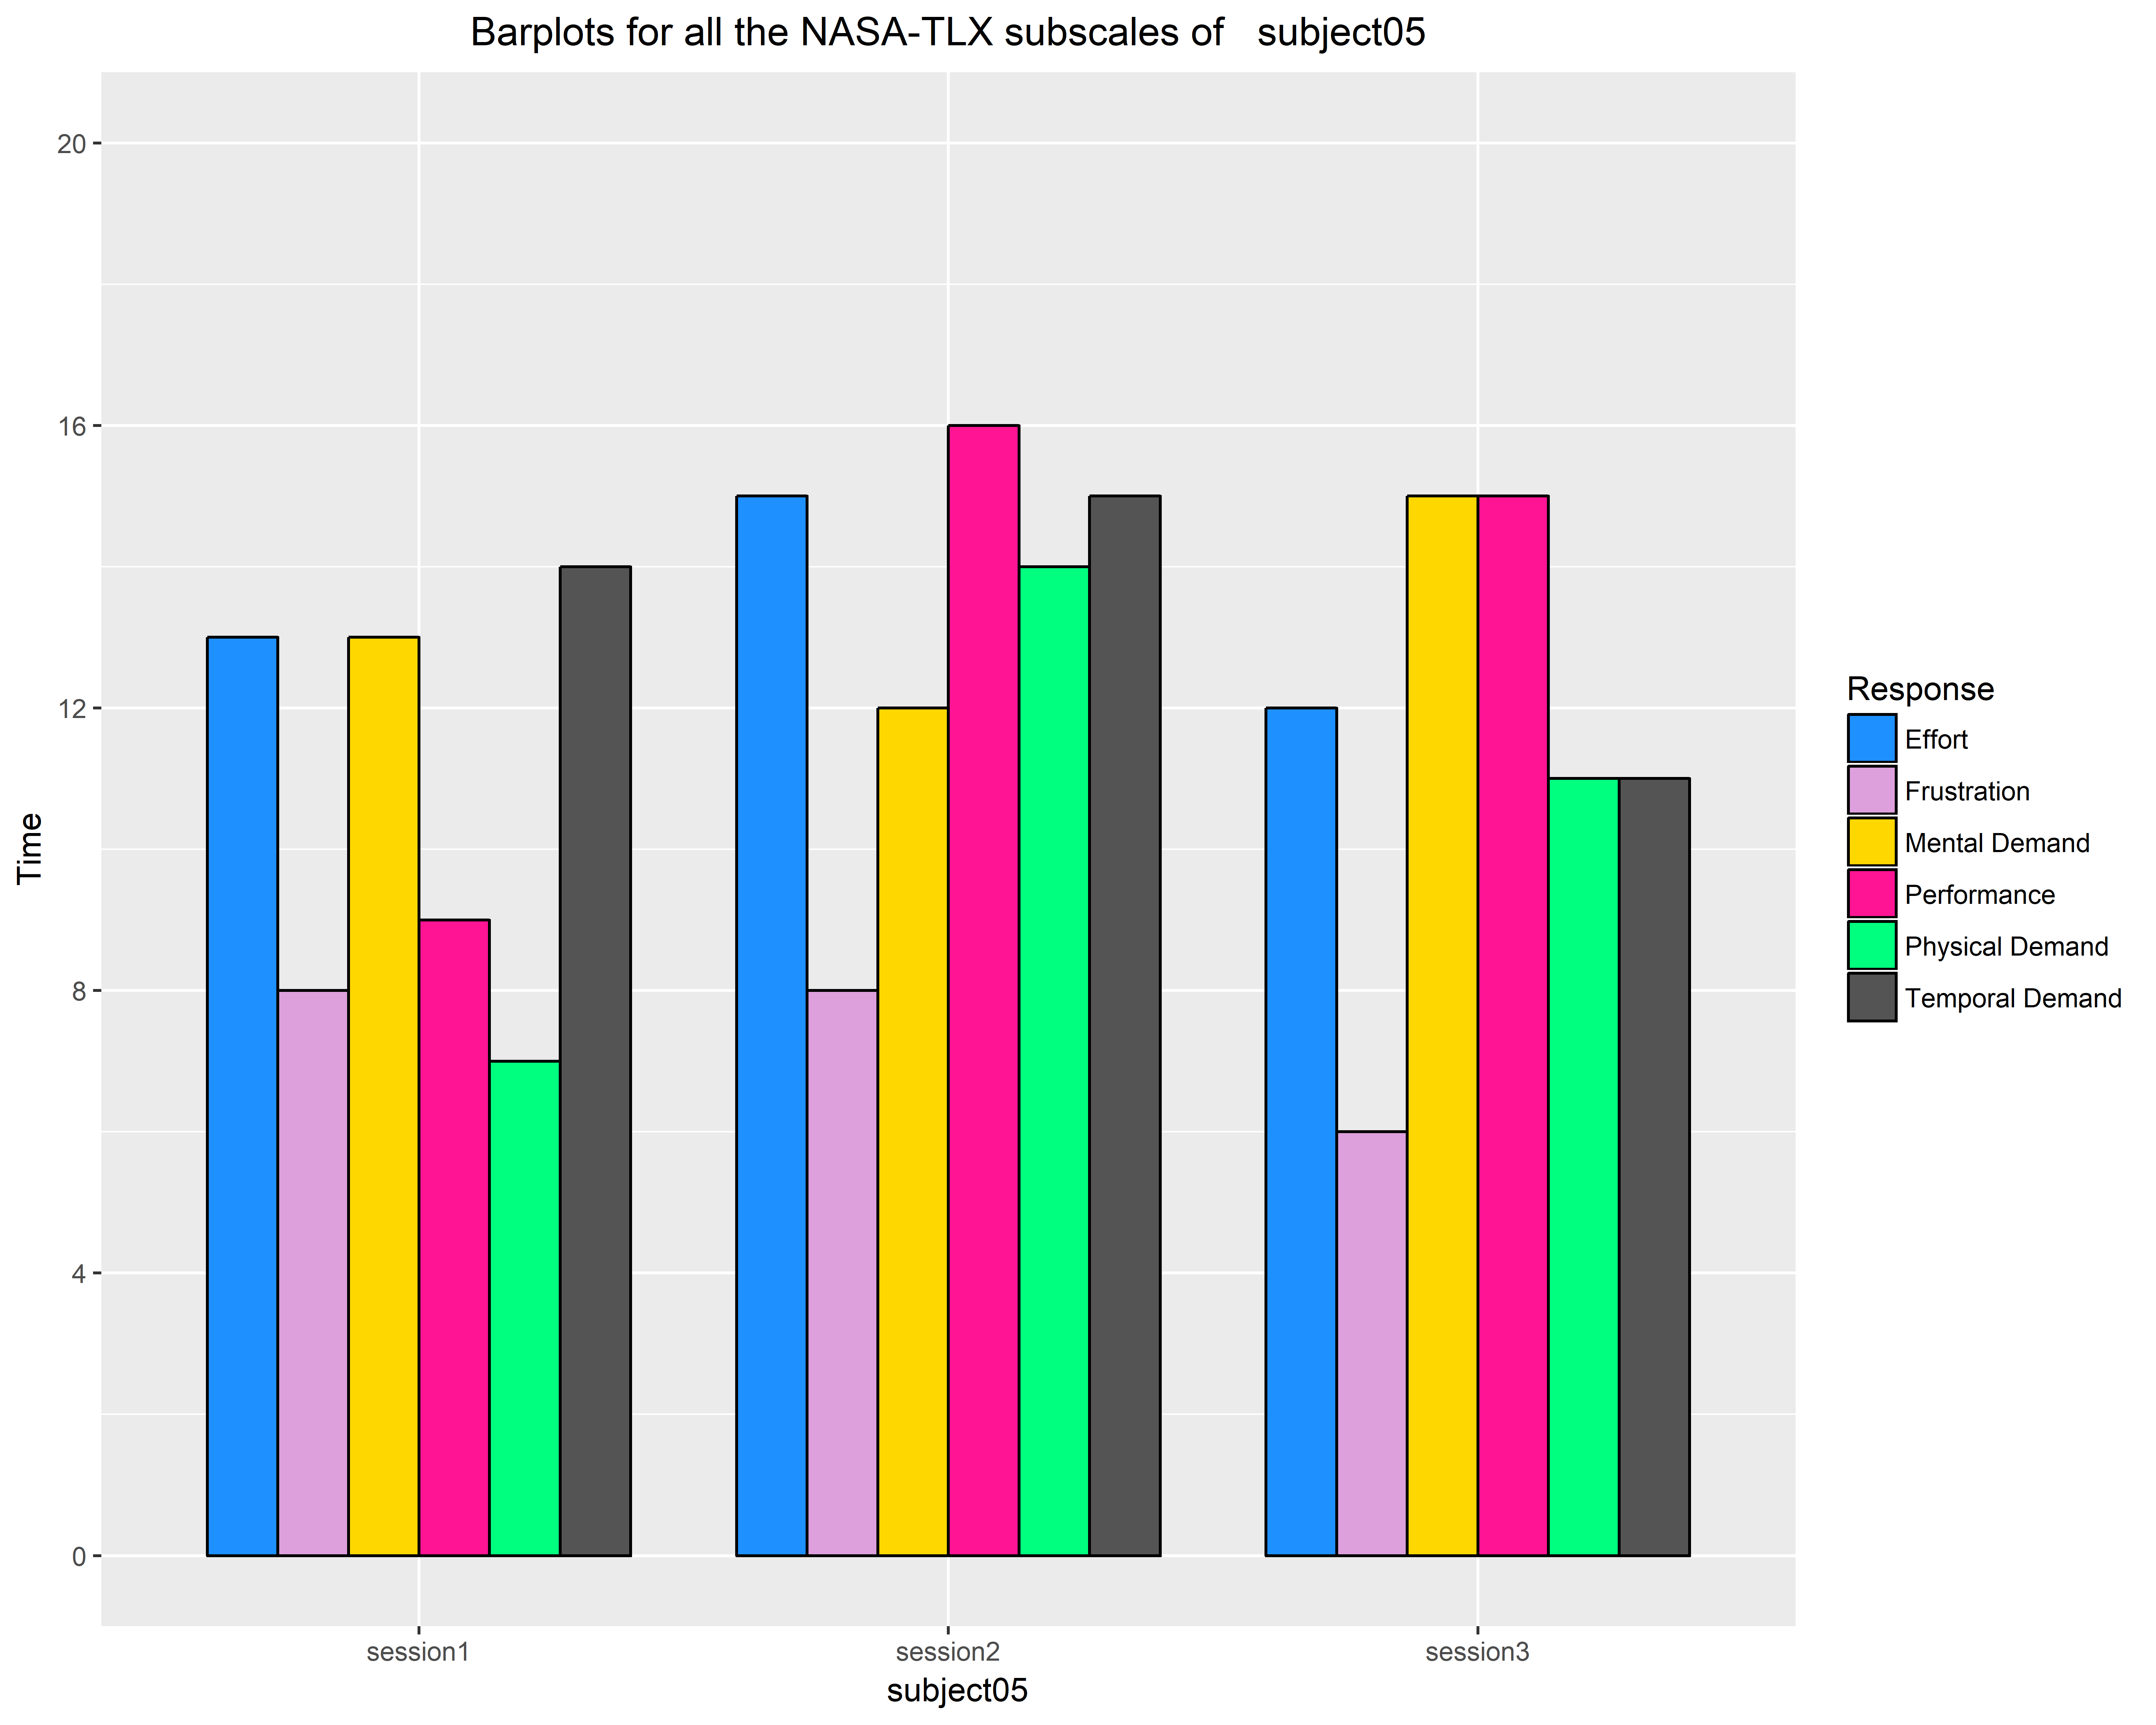 Barplots for all the NASA-TLX subscales of   subject05
20
16
12
8
4
0
Time
session1
session2
session3
subject05
Response
Effort
Frustration
Mental Demand
Performance
Physical Demand
Temporal Demand